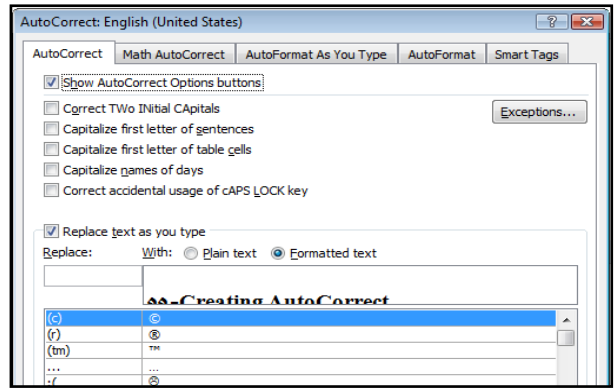 AutoCorrect: English (United States)
AutoCorrect Math AutoCorrect AutoFormat As You Type AutoFormat Smart Tags
Show AutoCorrect Options buttons
Correct TWo INitial CApitals
Exceptions...
Capitalize first letter of sentences
Capitalize first letter of table cells
Capitalize names of days
Correct accidental usage of cAPS LOCK key
Replace text as you type
Replace: With: Plain text Formatted text
-Creating AutoCorrect
(c) ©
(r) ®
(tm) ™
... …
:( ☹